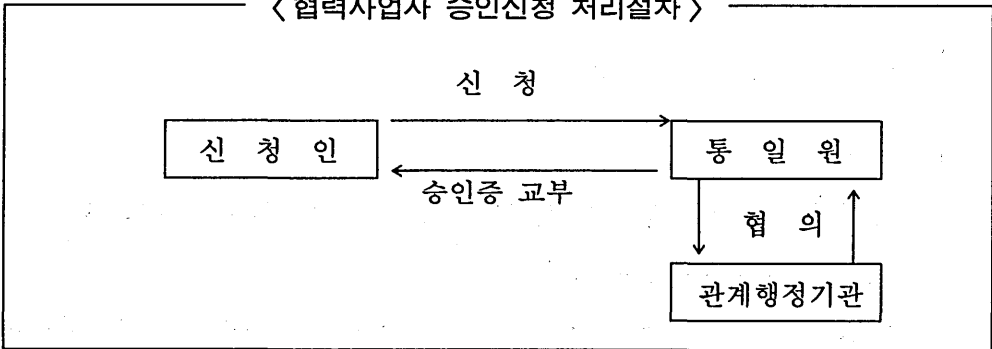 〈 협력사업사 승인신청 처리절차 〉
신 청
신 청 인
통 일 원
승인증 교부
협 의
관계행정기관